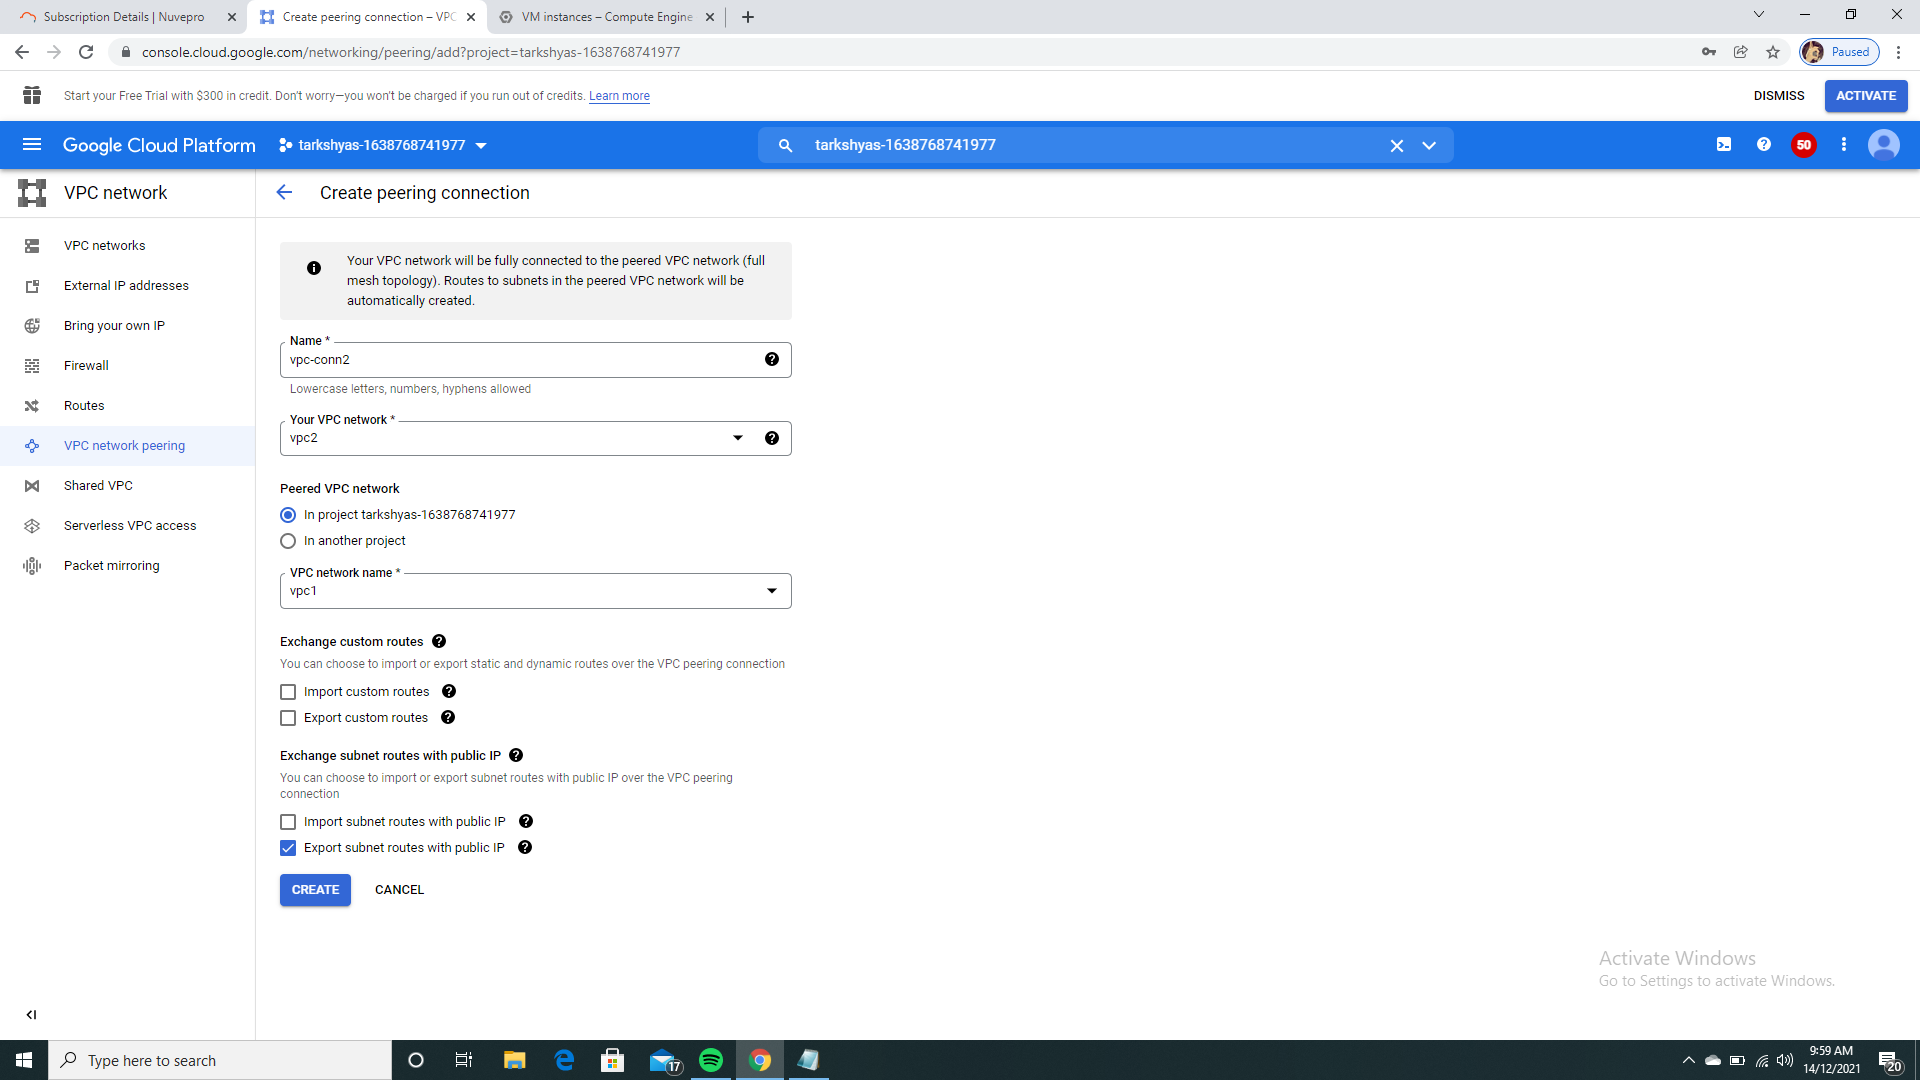 Subscription Details | Nuvepro
Create peering connection – VPC
VM instances – Compute Engine
console.cloud.google.com/networking/peering/add?project=tarkshyas-1638768741977
Paused
Start your Free Trial with $300 in credit. Don't worry—you won't be charged if you run out of credits. Learn more
DISMISS
ACTIVATE
Google Cloud Platform
tarkshyas-1638768741977
tarkshyas-1638768741977
50
VPC network
Create peering connection
VPC networks
External IP addresses
Bring your own IP
Firewall
Routes
VPC network peering
Shared VPC
Serverless VPC access
Packet mirroring
Your VPC network will be fully connected to the peered VPC network (full
mesh topology). Routes to subnets in the peered VPC network will be
automatically created.
Name *
vpc-conn2
Lowercase letters, numbers, hyphens allowed
Your VPC network *
vpc2
Peered VPC network
In project tarkshyas-1638768741977
In another project
VPC network name *
vpc1
Exchange custom routes
You can choose to import or export static and dynamic routes over the VPC peering connection
Import custom routes
Export custom routes
Exchange subnet routes with public IP
You can choose to import or export subnet routes with public IP over the VPC peering
connection
Import subnet routes with public IP
Export subnet routes with public IP
CREATE
CANCEL
Activate Windows
Go to Settings to activate Windows.
Type here to search
17
9:59 AM
14/12/2021
20